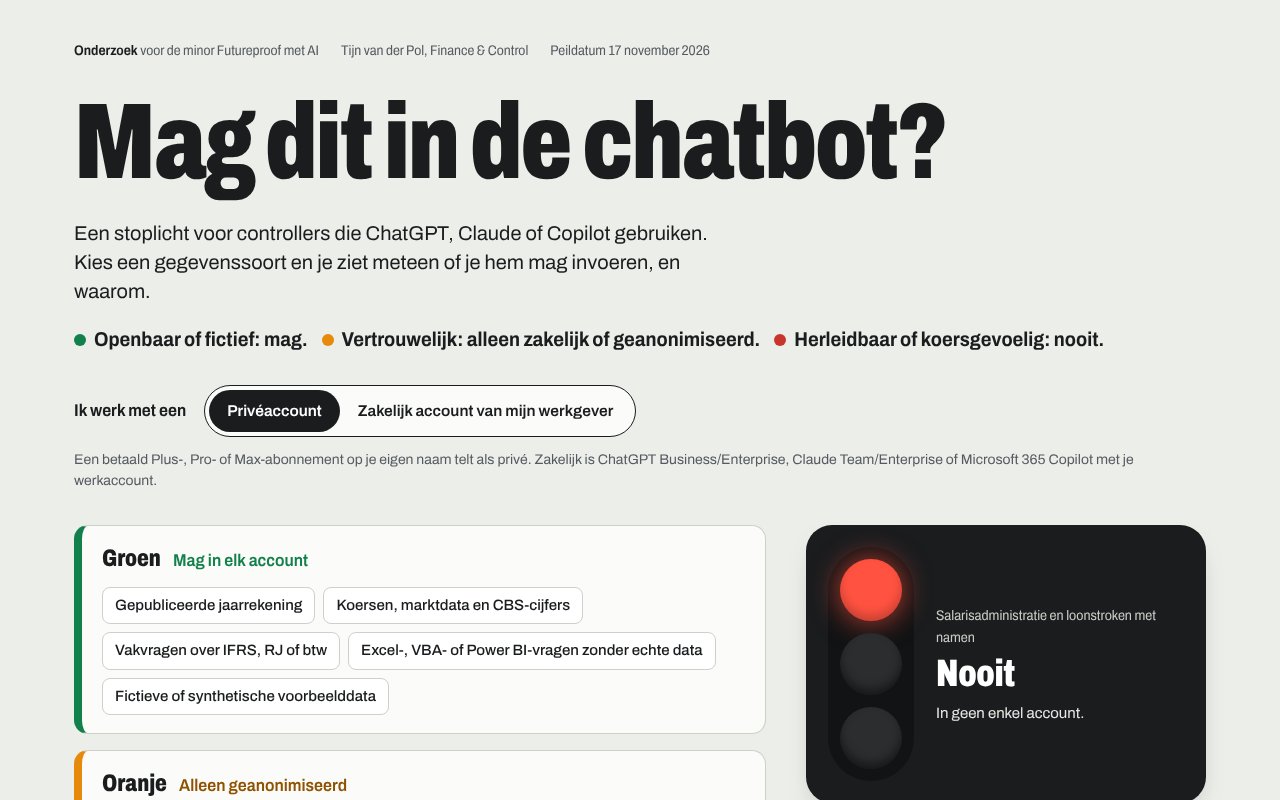 Onderzoek voor de minor Futureproof met AI Tijn van der Pol, Finance & Control Peildatum 17 november 2026
Mag dit in de chatbot?
Een stoplicht voor controllers die ChatGPT, Claude of Copilot gebruiken.
Kies een gegevenssoort en je ziet meteen of je hem mag invoeren, en
waarom.
Openbaar of fictief: mag. Vertrouwelijk: alleen zakelijk of geanonimiseerd. Herleidbaar of koersgevoelig: nooit.
Ik werk met een Privéaccount Zakelijk account van mijn werkgever
Een betaald Plus-, Pro- of Max-abonnement op je eigen naam telt als privé. Zakelijk is ChatGPT Business/Enterprise, Claude Team/Enterprise of Microsoft 365 Copilot met je
werkaccount.
Groen Mag in elk account
Gepubliceerde jaarrekening Koersen, marktdata en CBS-cijfers
Vakvragen over IFRS, RJ of btw Excel-, VBA- of Power BI-vragen zonder echte data
Fictieve of synthetische voorbeelddata
Oranje Alleen geanonimiseerd
Salarisadministratie en loonstroken met
namen
Nooit
In geen enkel account.